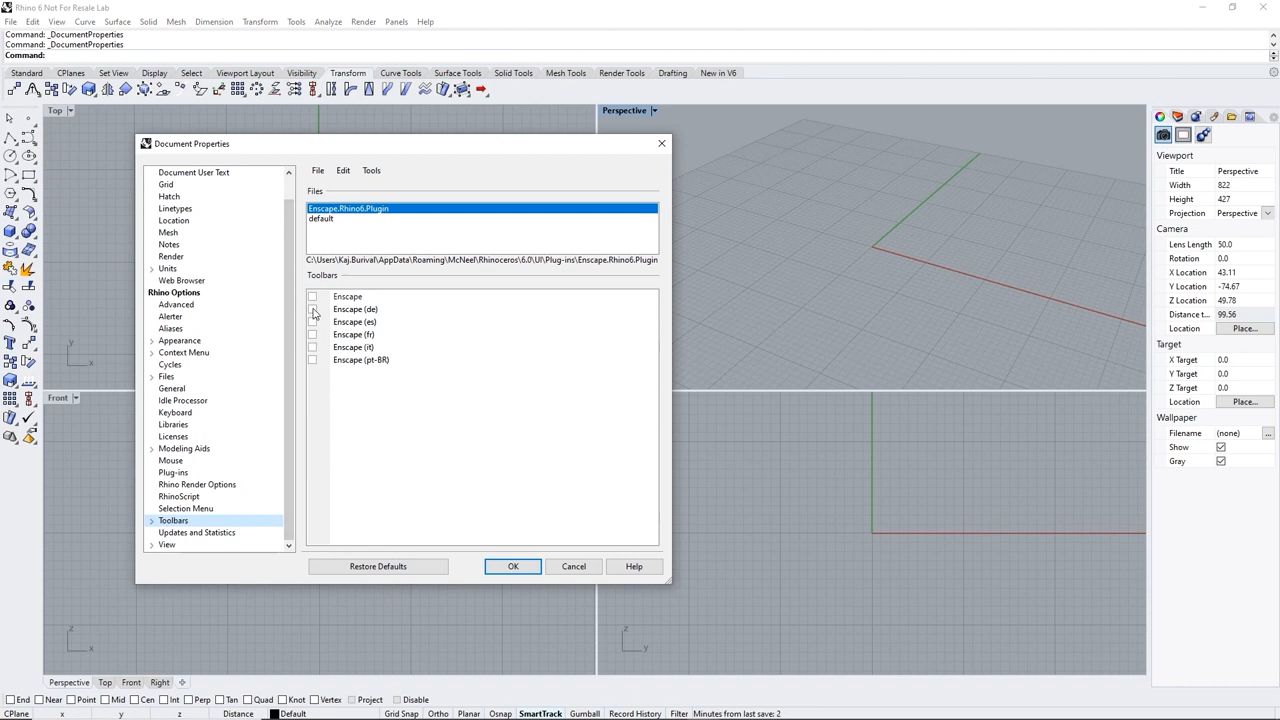 Rhino 6 Not For Resale Lab
File Edit View Curve Surface Solid Mesh Dimension Transform Tools Analyze Render Panels Help
Command: _DocumentProperties
Command: _DocumentProperties
Command:
Standard CPlanes Set View Display Select Viewport Layout Visibility Transform Curve Tools Surface Tools Solid Tools Mesh Tools Render Tools Drafting New in V6
Top
Perspective
Document Properties
Document User Text
Grid
Hatch
Linetypes
Location
Mesh
Notes
Render
Units
Web Browser
Rhino Options
Advanced
Alerter
Aliases
Appearance
Context Menu
Cycles
Files
General
Idle Processor
Keyboard
Libraries
Licenses
Modeling Aids
Mouse
Plug-ins
Rhino Render Options
RhinoScript
Selection Menu
Toolbars
Updates and Statistics
View
File Edit Tools
Files
Enscape.Rhino6.Plugin
default
C:\Users\Kaj.Burival\AppData\Roaming\McNeel\Rhinoceros\6.0\UI\Plug-ins\Enscape.Rhino6.Plugin
Toolbars
Enscape
Enscape (de)
Enscape (es)
Enscape (fr)
Enscape (it)
Enscape (pt-BR)
Restore Defaults OK Cancel Help
Viewport
Title Perspective
Width 822
Height 427
Projection Perspective
Camera
Lens Length 50.0
Rotation 0.0
X Location 43.11
Y Location -74.67
Z Location 49.78
Distance t... 99.56
Location Place...
Target
X Target 0.0
Y Target 0.0
Z Target 0.0
Location Place...
Wallpaper
Filename (none) ...
Show
Gray
y
x
Front
z
x
z
y
Perspective Top Front Right
End Near Point Mid Cen Int Perp Tan Quad Knot Vertex Project Disable
CPlane x y z Distance Default Grid Snap Ortho Planar Osnap SmartTrack Gumball Record History Filter Minutes from last save: 2